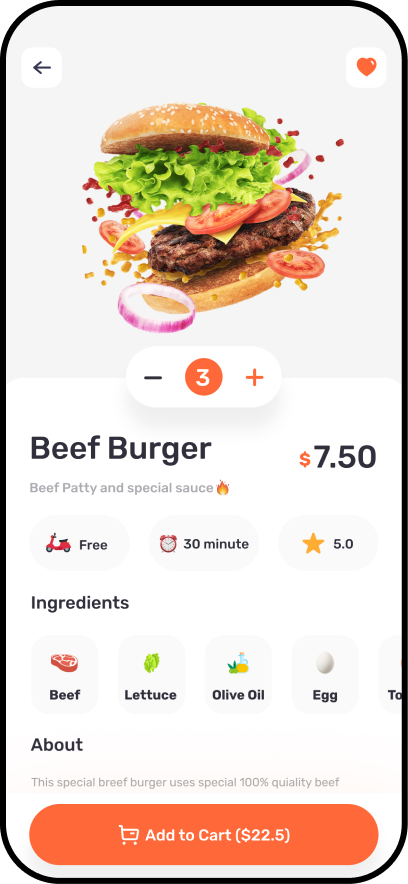 3
Beef Burger
$7.50
Beef Patty and special sauce🔥
Free
30 minute
5.0
Ingredients
Beef
Lettuce
Olive Oil
Egg
To
About
This special breef burger uses special 100% quiality beef
Add to Cart ($22.5)